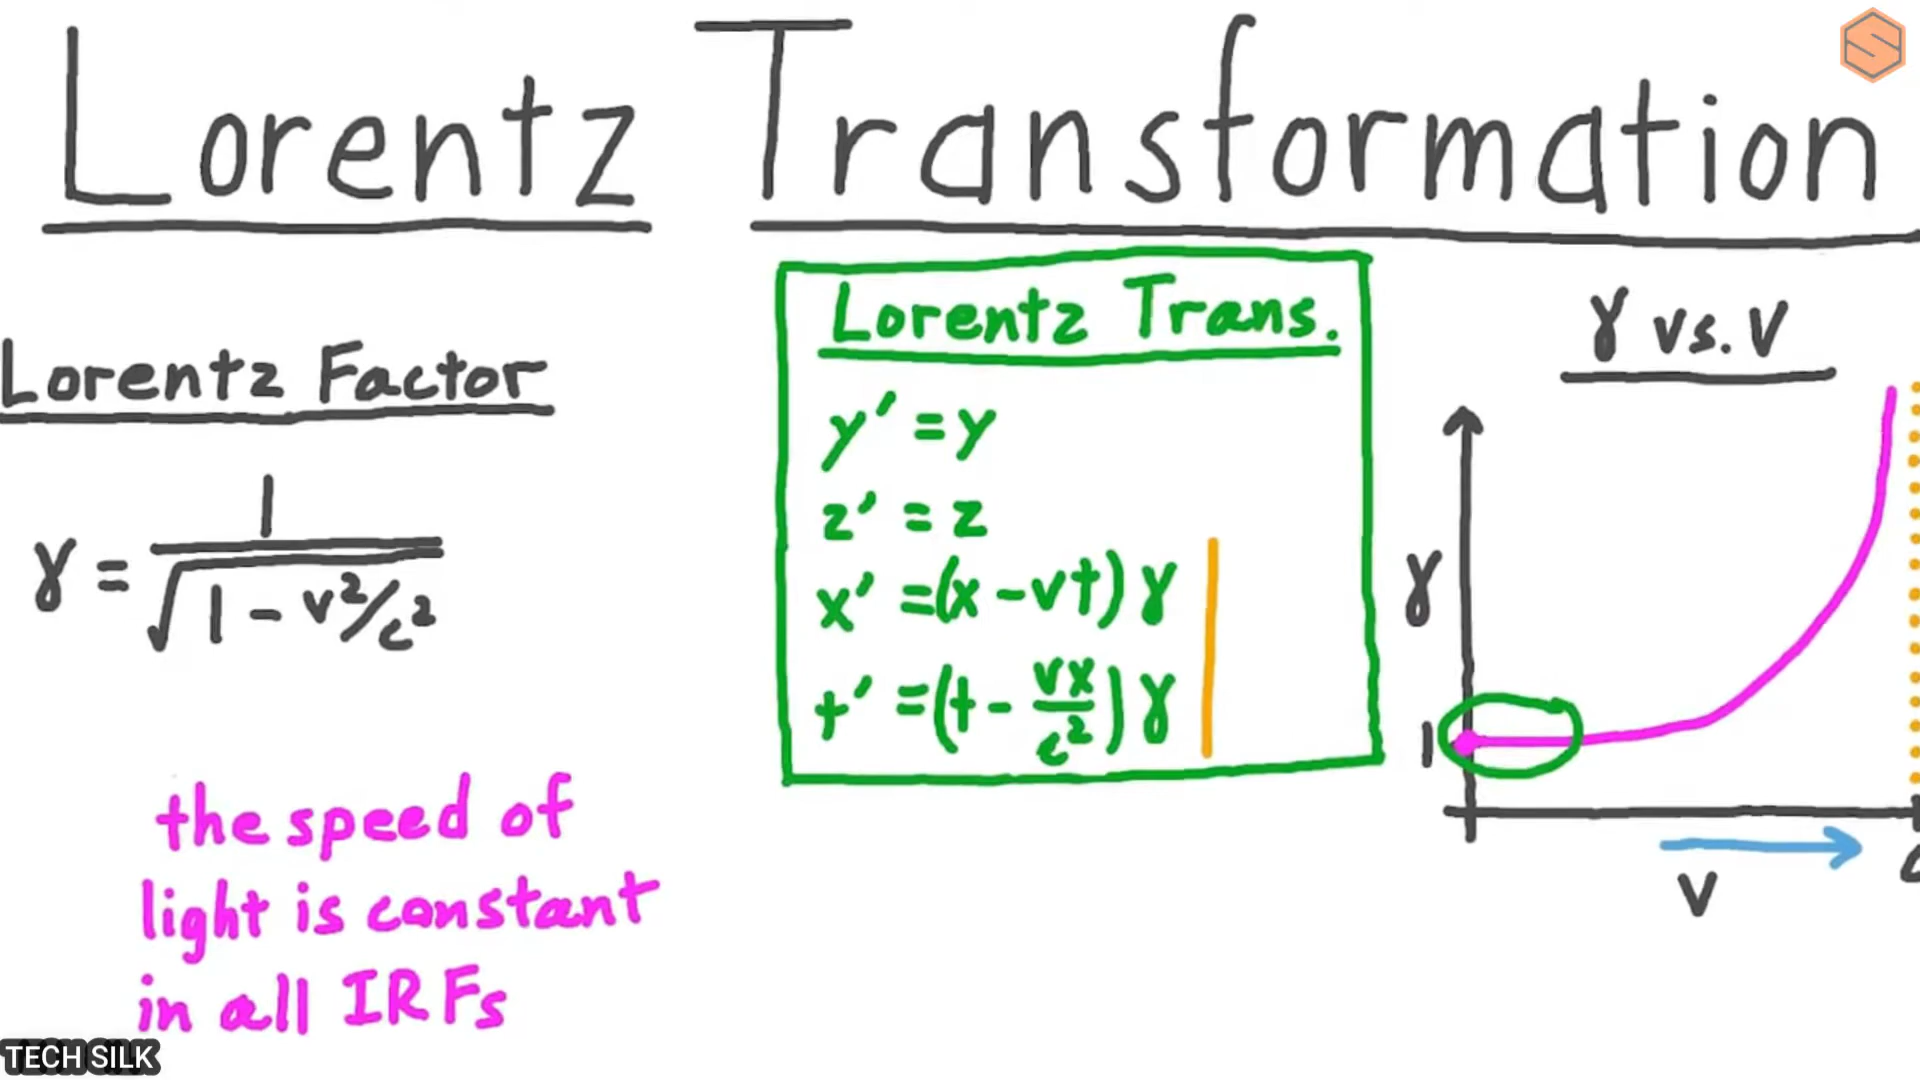 Lorentz Transformation
Lorentz Factor
γ = 1/√(1 - v²/c²)
the speed of
light is constant
in all IRFs
Lorentz Trans.
y' = y
z' = z
x' =(x - vt)γ
t' =(t - vx/c²)γ
γ vs. v
γ
1
v
TECH SILK